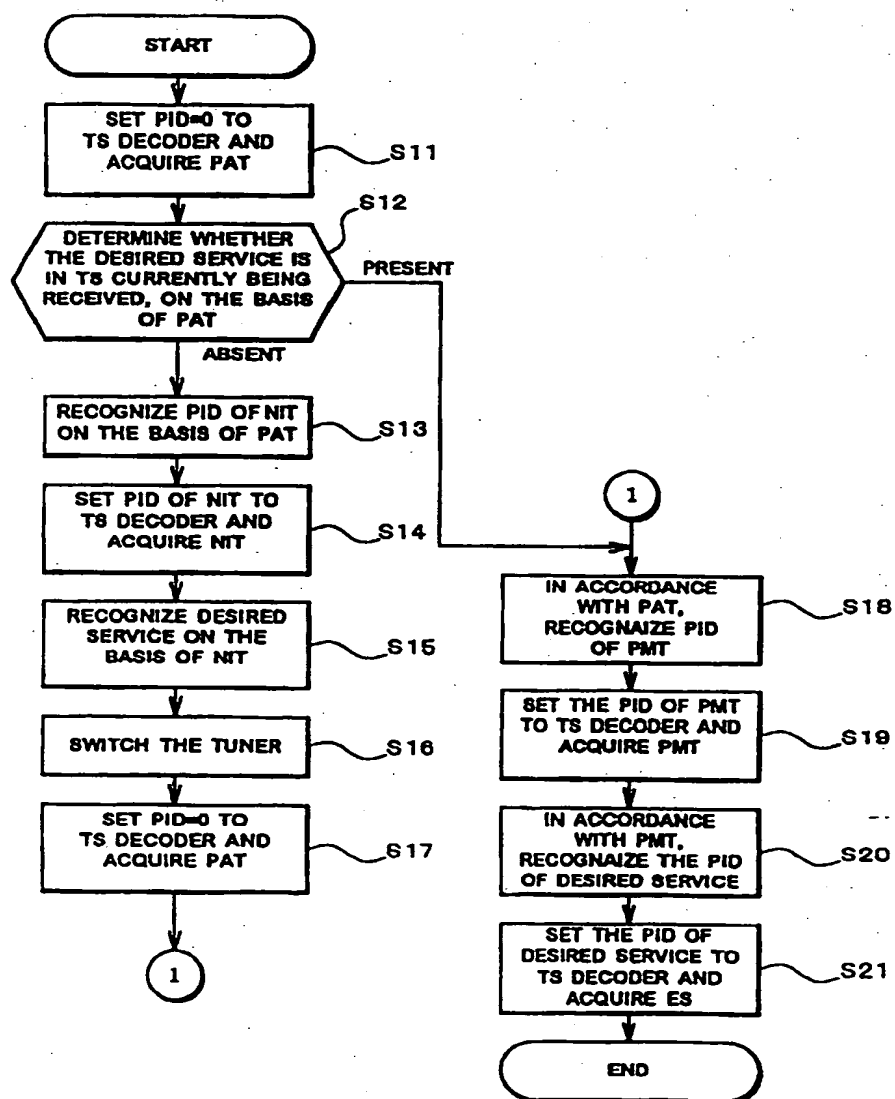 START
SET PID=0 TO
TS DECODER AND
ACQUIRE PAT
S11
S12
DETERMINE WHETHER
THE DESIRED SERVICE IS
IN TS CURRENTLY BEING
RECEIVED, ON THE BASIS
OF PAT
PRESENT
ABSENT
RECOGNIZE PID OF NIT
ON THE BASIS OF PAT
S13
SET PID OF NIT TO
TS DECODER AND
ACQUIRE NIT
S14
RECOGNIZE DESIRED
SERVICE ON THE
BASIS OF NIT
S15
SWITCH THE TUNER
S16
SET PID=0 TO
TS DECODER AND
ACQUIRE PAT
S17
1
1
IN ACCORDANCE
WITH PAT,
RECOGNAIZE PID
OF PMT
S18
SET THE PID OF PMT
TO TS DECODER AND
ACQUIRE PMT
S19
IN ACCORDANCE
WITH PMT,
RECOGNAIZE THE PID
OF DESIRED SERVICE
S20
SET THE PID OF
DESIRED SERVICE TO
TS DECODER AND
ACQUIRE ES
S21
END